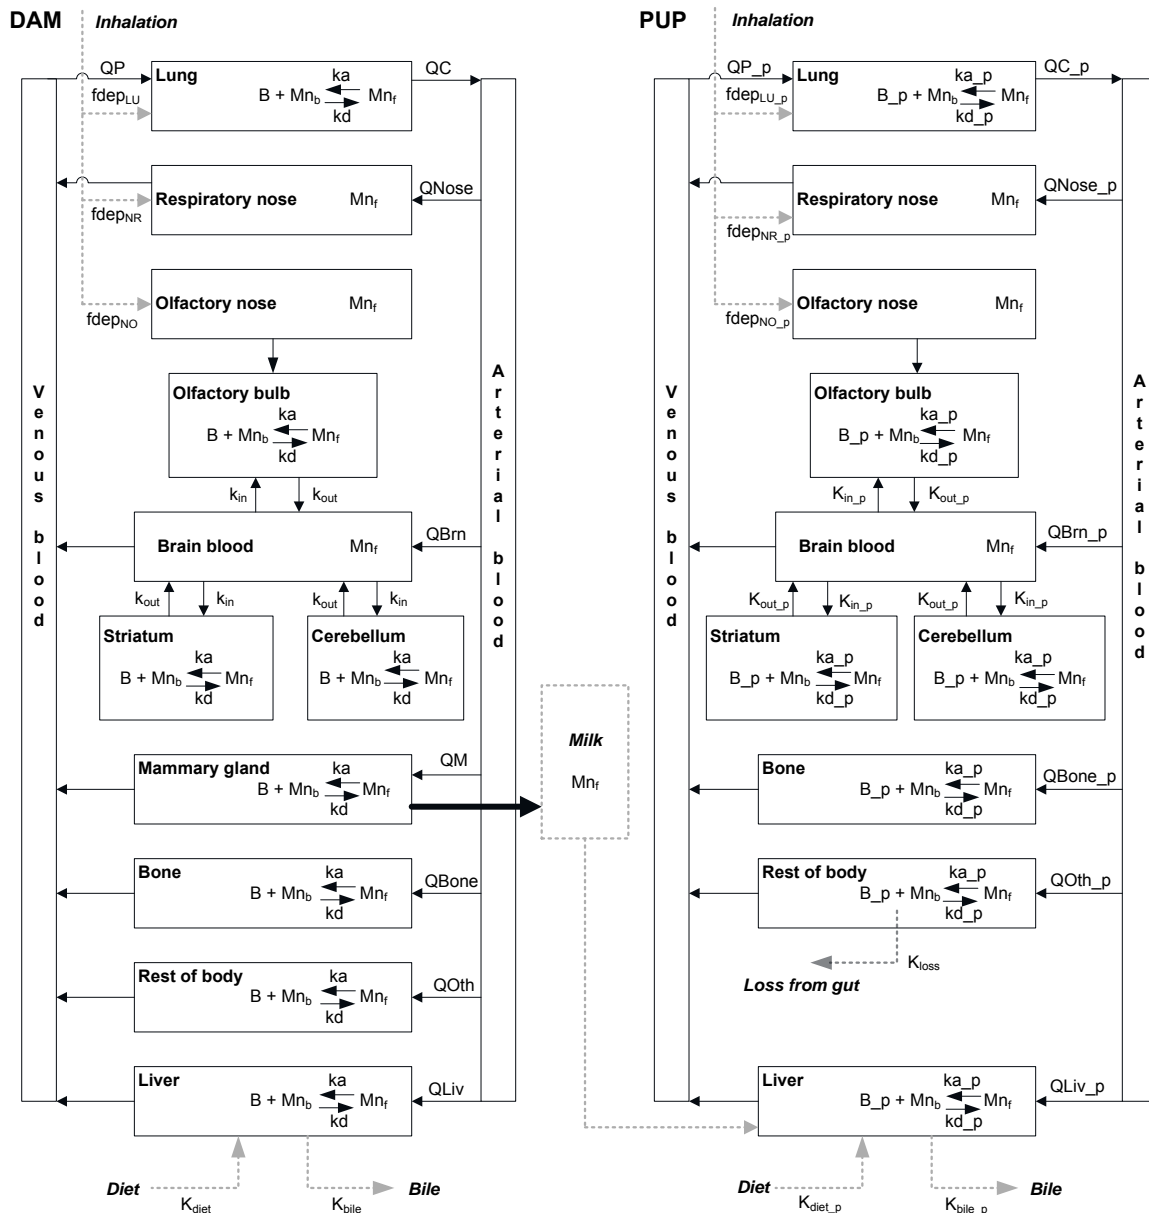 DAM
Inhalation
QP
fdepLU
Lung
ka
B + Mnb Mnf
kd
QC
Respiratory nose Mnf
QNose
fdepNR
Olfactory nose Mnf
fdepNO
Venous blood
Arterial blood
Olfactory bulb
ka
B + Mnb Mnf
kd
kin
kout
Brain blood Mnf
QBrn
kout
kin
kout
kin
Striatum
ka
B + Mnb Mnf
kd
Cerebellum
ka
B + Mnb Mnf
kd
Mammary gland
ka
B + Mnb Mnf
kd
QM
Bone
ka
B + Mnb Mnf
kd
QBone
Rest of body
ka
B + Mnb Mnf
kd
QOth
Liver
ka
B + Mnb Mnf
kd
QLiv
Diet
Kdiet
Kbile
Bile
Milk
Mnf
PUP
Inhalation
QP_p
fdepLU_p
Lung
ka_p
B_p + Mnb Mnf
kd_p
QC_p
Respiratory nose Mnf
QNose_p
fdepNR_p
Olfactory nose Mnf
fdepNO_p
Venous blood
Arterial blood
Olfactory bulb
ka_p
B_p + Mnb Mnf
kd_p
Kin_p
Kout_p
Brain blood Mnf
QBrn_p
Kout_p
Kin_p
Kout_p
Kin_p
Striatum
ka_p
B_p + Mnb Mnf
kd_p
Cerebellum
ka_p
B_p + Mnb Mnf
kd_p
Bone
ka_p
B_p + Mnb Mnf
kd_p
QBone_p
Rest of body
ka_p
B_p + Mnb Mnf
kd_p
QOth_p
Kloss
Loss from gut
Liver
ka_p
B_p + Mnb Mnf
kd_p
QLiv_p
Diet
Kdiet_p
Kbile_p
Bile